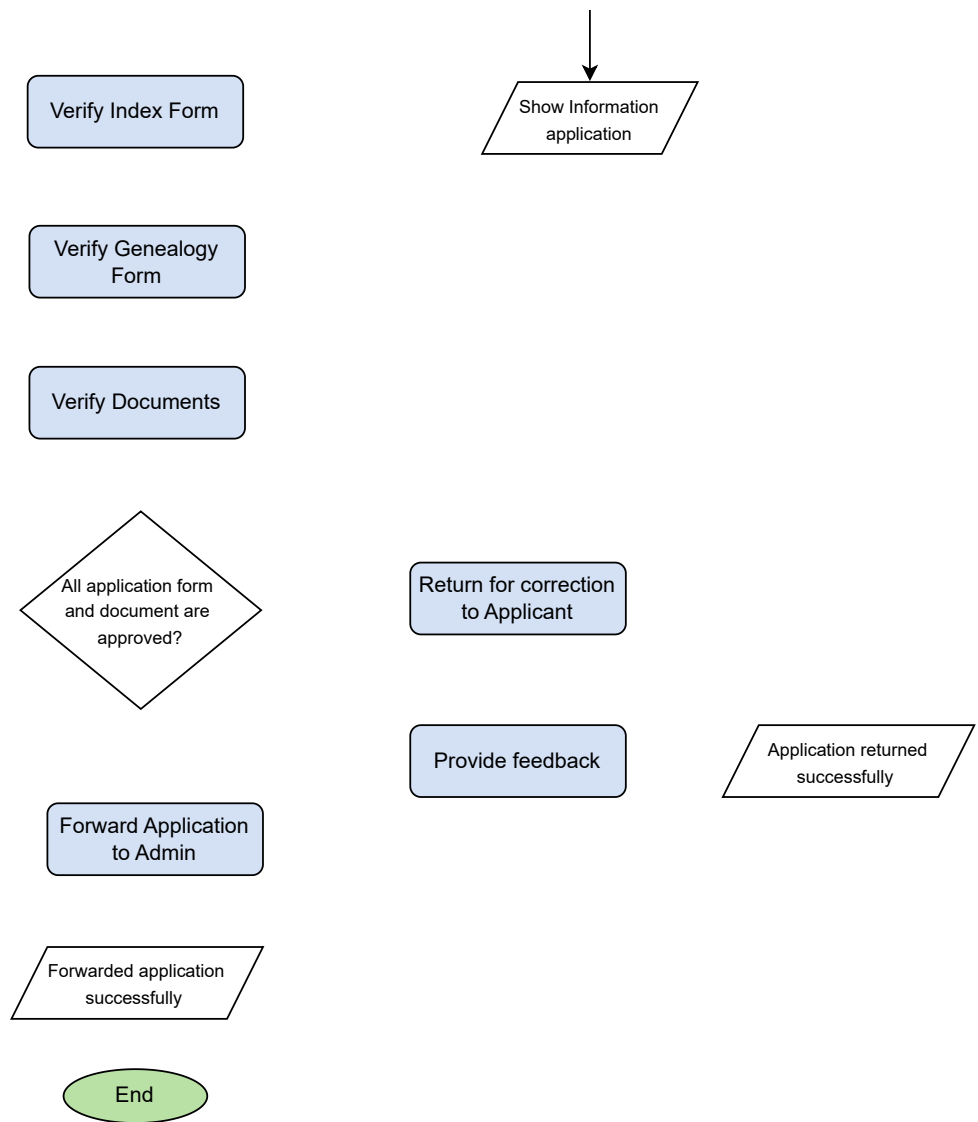 Verify Index Form
Show Information
application
Verify Genealogy
Form
Verify Documents
All application form
and document are
approved?
Return for correction
to Applicant
Provide feedback
Application returned
successfully
Forward Application
to Admin
Forwarded application
successfully
End